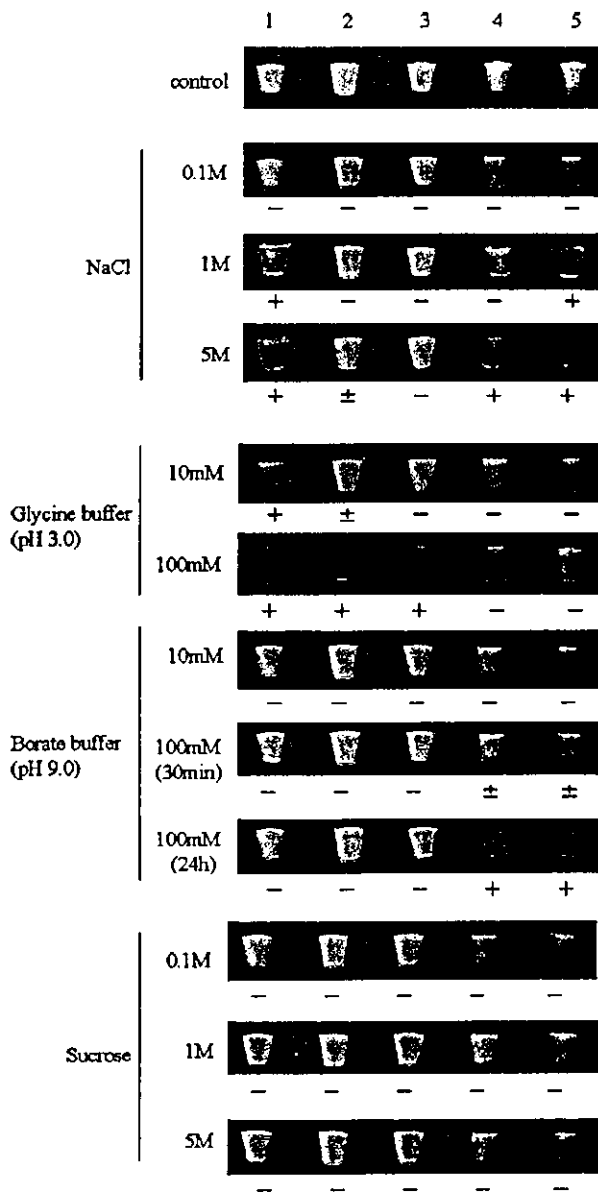 1 2 3 4 5
control
0.1M
− − − − −
NaCl
1M
+ − − − +
5M
+ ± − + +
10mM
+ ± − − −
Glycine buffer
(pH 3.0)
100mM
+ + + − −
10mM
− − − − −
Borate buffer
(pH 9.0)
100mM
(30min)
− − − ± ±
100mM
(24h)
− − − + +
0.1M
− − − − −
Sucrose
1M
− − − − −
5M
− − − − −